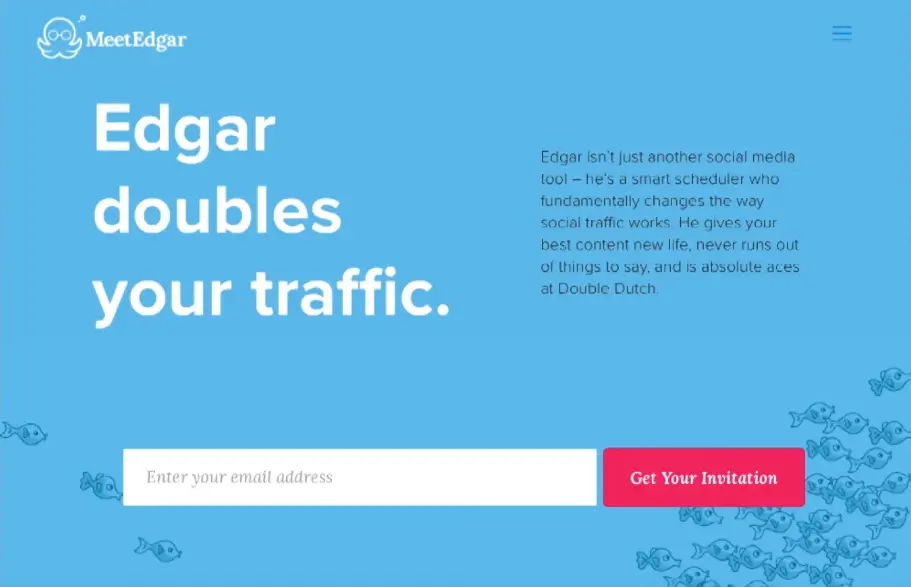 MeetEdgar
Edgar
doubles
your traffic.
Edgar isn't just another social media
tool – he's a smart scheduler who
fundamentally changes the way
social traffic works. He gives your
best content new life, never runs out
of things to say, and is absolute aces
at Double Dutch.
Enter your email address
Get Your Invitation